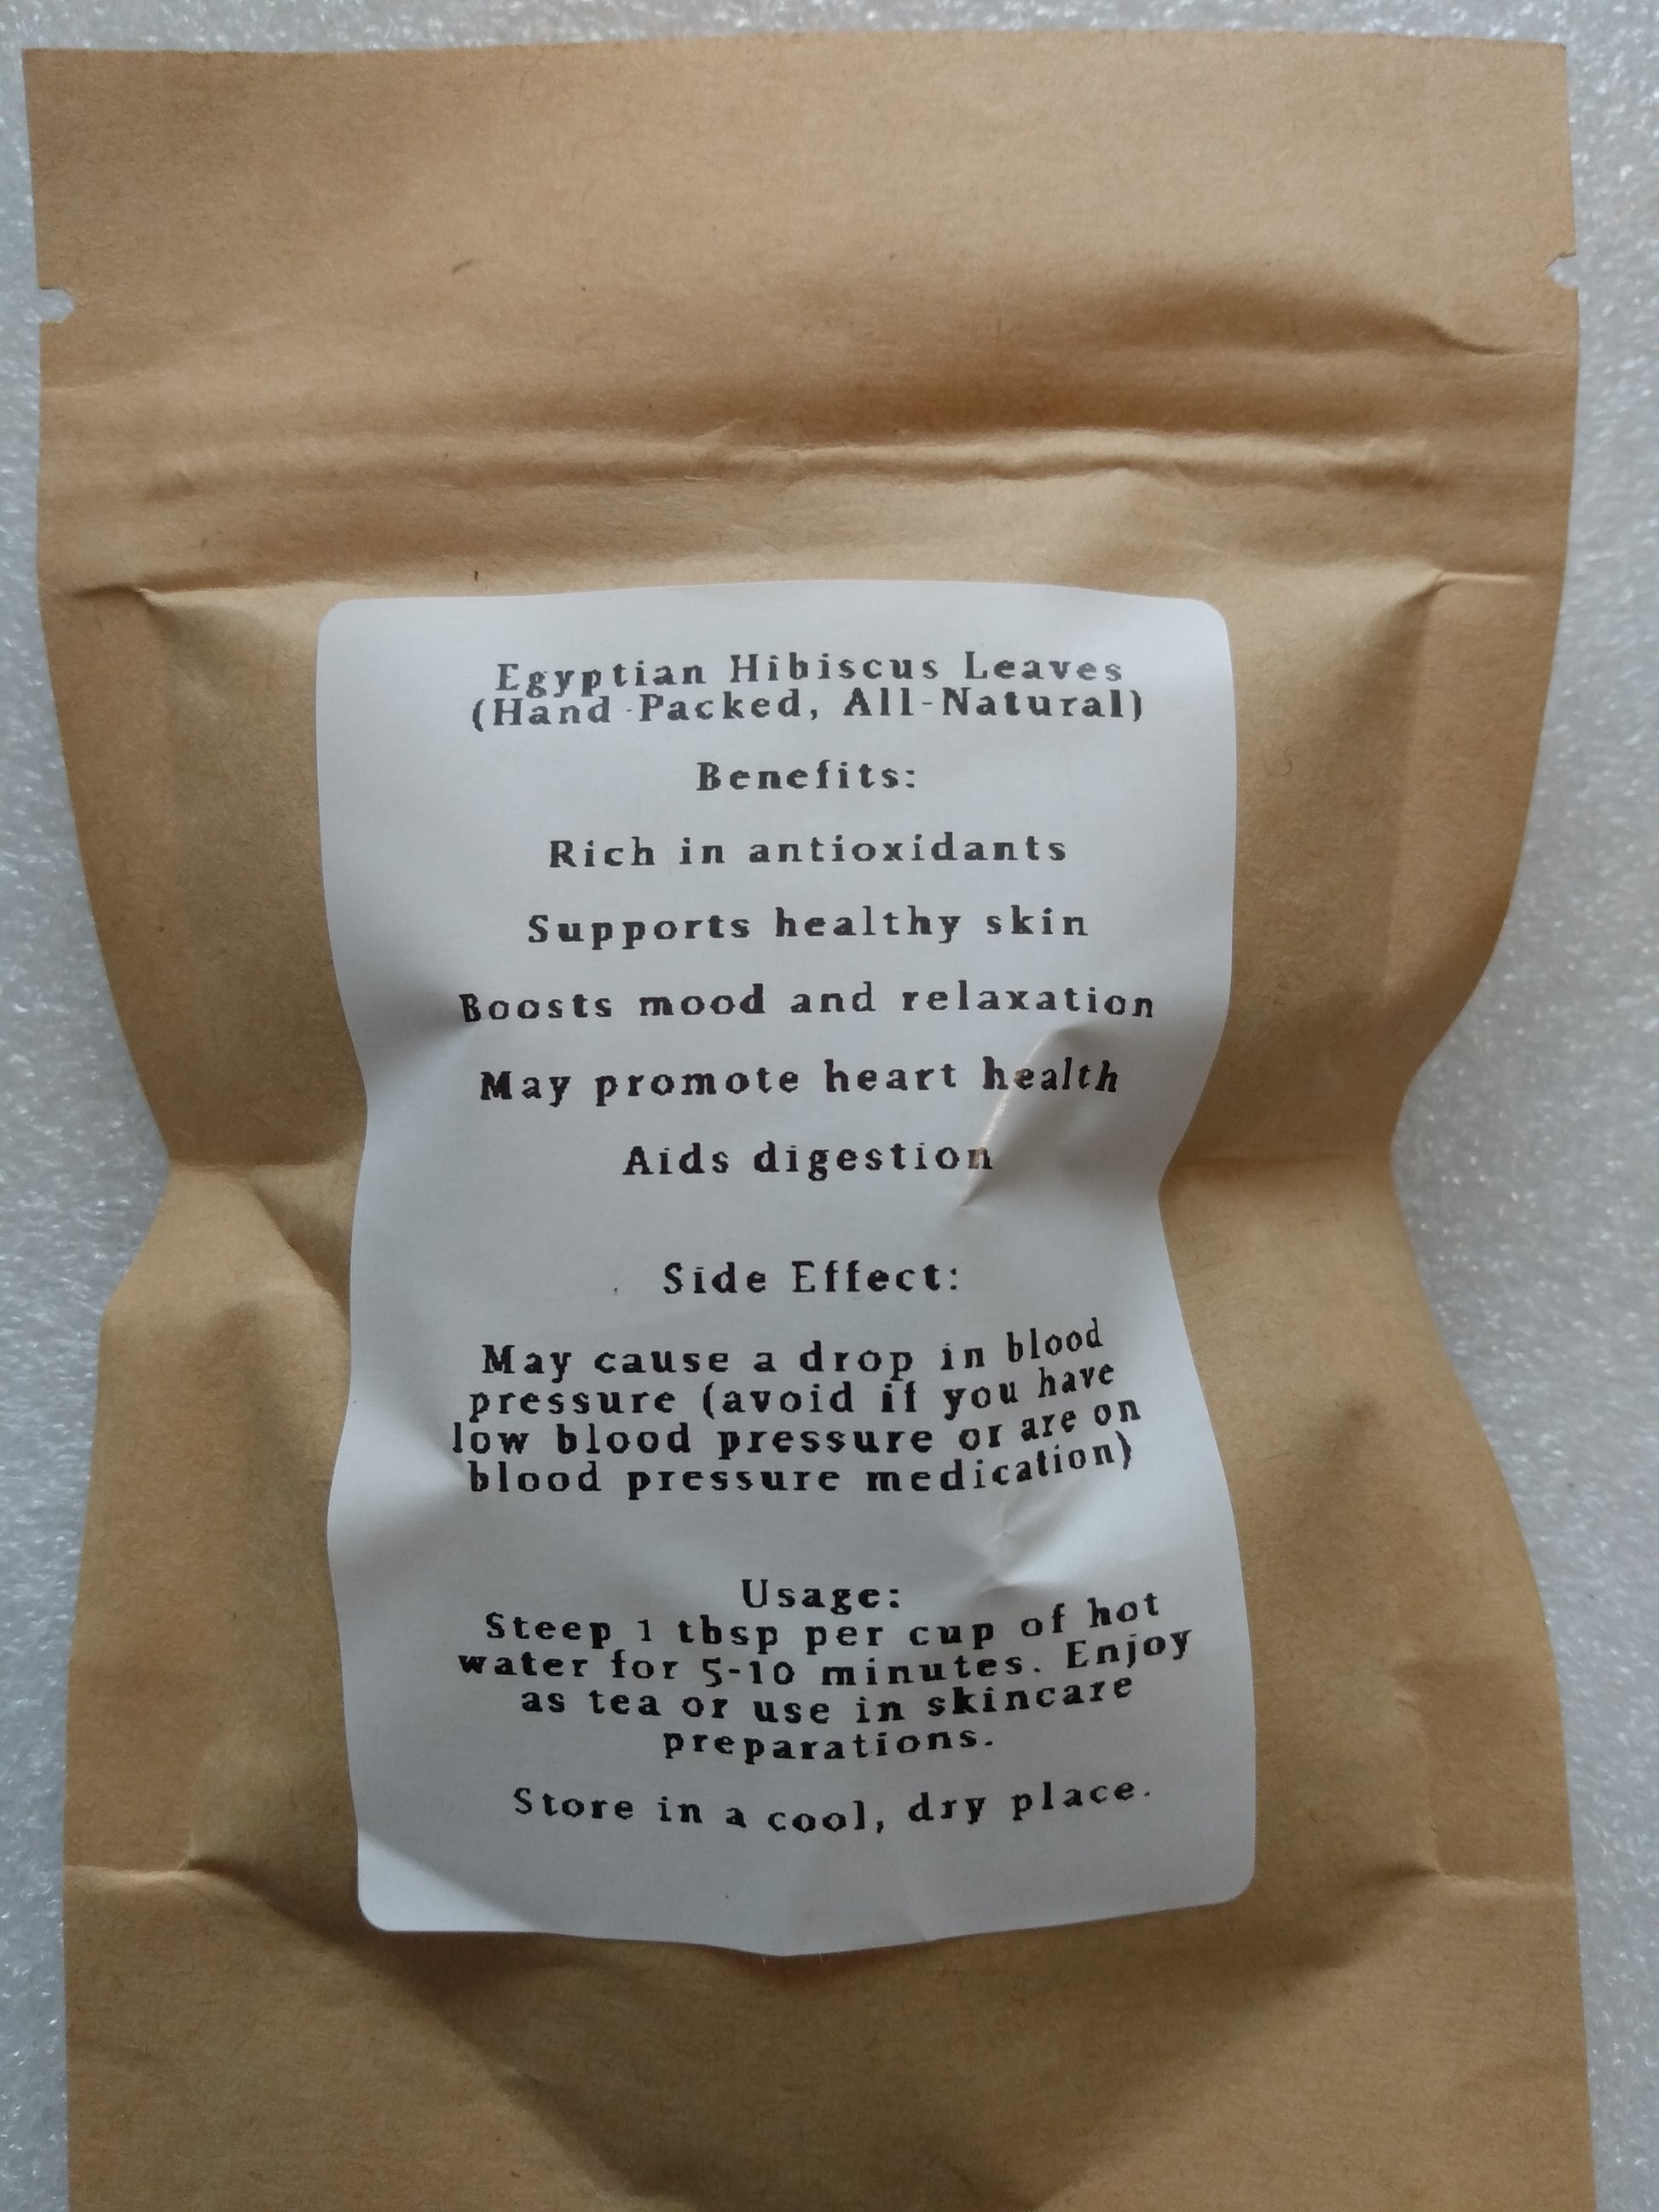 Egyptian Hibiscus Leaves
(Hand-Packed, All-Natural)
Benefits:
Rich in antioxidants
Supports healthy skin
Boosts mood and relaxation
May promote heart health
Aids digestion
Side Effect:
May cause a drop in blood
pressure (avoid if you have
low blood pressure or are on
blood pressure medication)
Usage:
Steep 1 tbsp per cup of hot
water for 5-10 minutes. Enjoy
as tea or use in skincare
preparations.
Store in a cool, dry place.